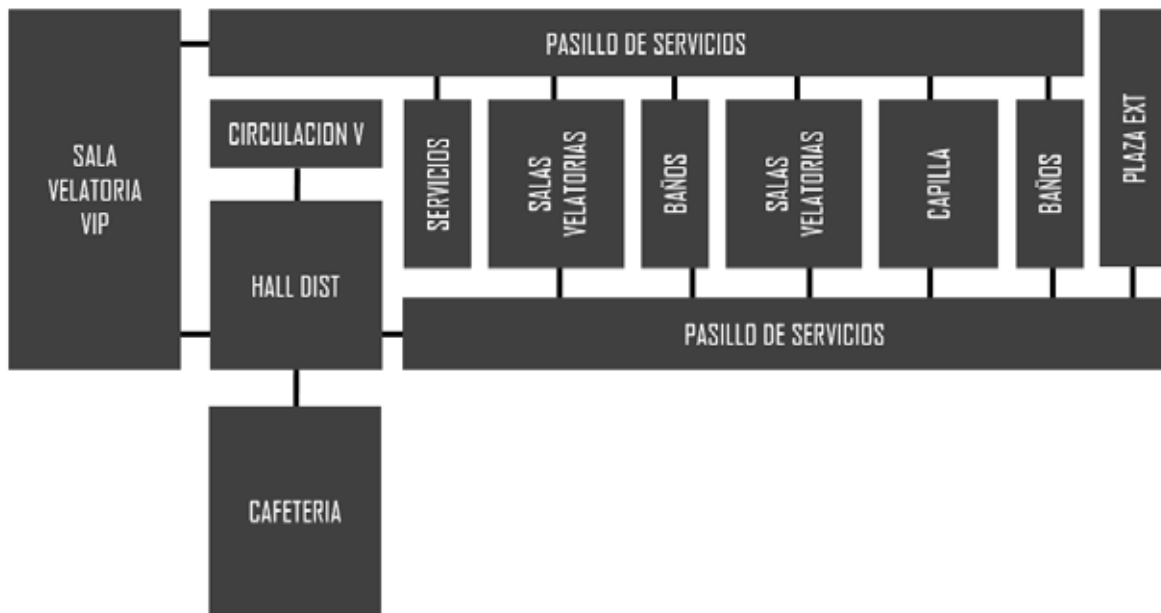 PASILLO DE SERVICIOS
SALA
VELATORIA
VIP
CIRCULACION V
SERVICIOS
SALAS
VELATORIAS
BAÑOS
SALAS
VELATORIAS
CAPILLA
BAÑOS
PLAZA EXT
HALL DIST
PASILLO DE SERVICIOS
CAFETERIA